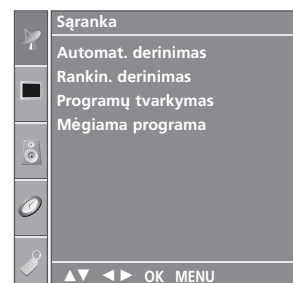 Sąranka
Automat. derinimas
Rankin. derinimas
Programų tvarkymas
Mėgiama programa
▲▼ ◄► OK MENU